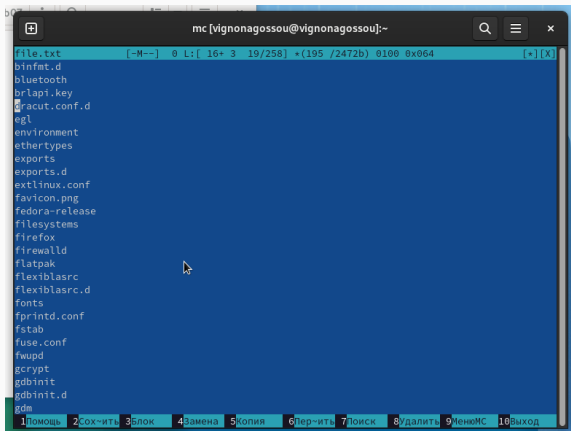 mc [vignonagossou@vignonagossou]:~
file.txt [-M--] 0 L:[ 16+ 3 19/258] *(195 /2472b) 0100 0x064 [*][X]
binfmt.d
bluetooth
brlapi.key
dracut.conf.d
egl
environment
ethertypes
exports
exports.d
extlinux.conf
favicon.png
fedora-release
filesystems
firefox
firewalld
flatpak
flexiblasrc
flexiblasrc.d
fonts
fprintd.conf
fstab
fuse.conf
fwupd
gcrypt
gdbinit
gdbinit.d
gdm
1Помощь 2Сох~ить 3Блок 4Замена 5Копия 6Пер~ить 7Поиск 8Удалить 9МенюMC 10Выход